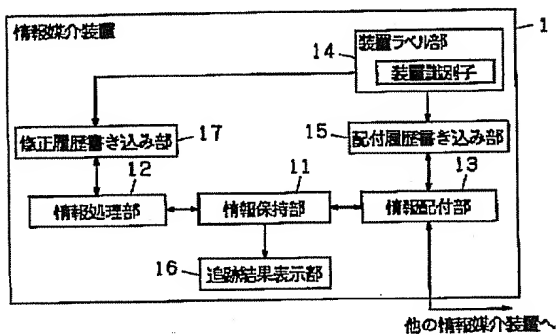 情報媒介装置
1
14
装置ラベル部
装置識別子
修正履歴書き込み部
17
15
配付履歴書き込み部
12
11
13
情報処理部
情報保持部
情報配付部
16
追跡結果表示部
他の情報媒介装置へ